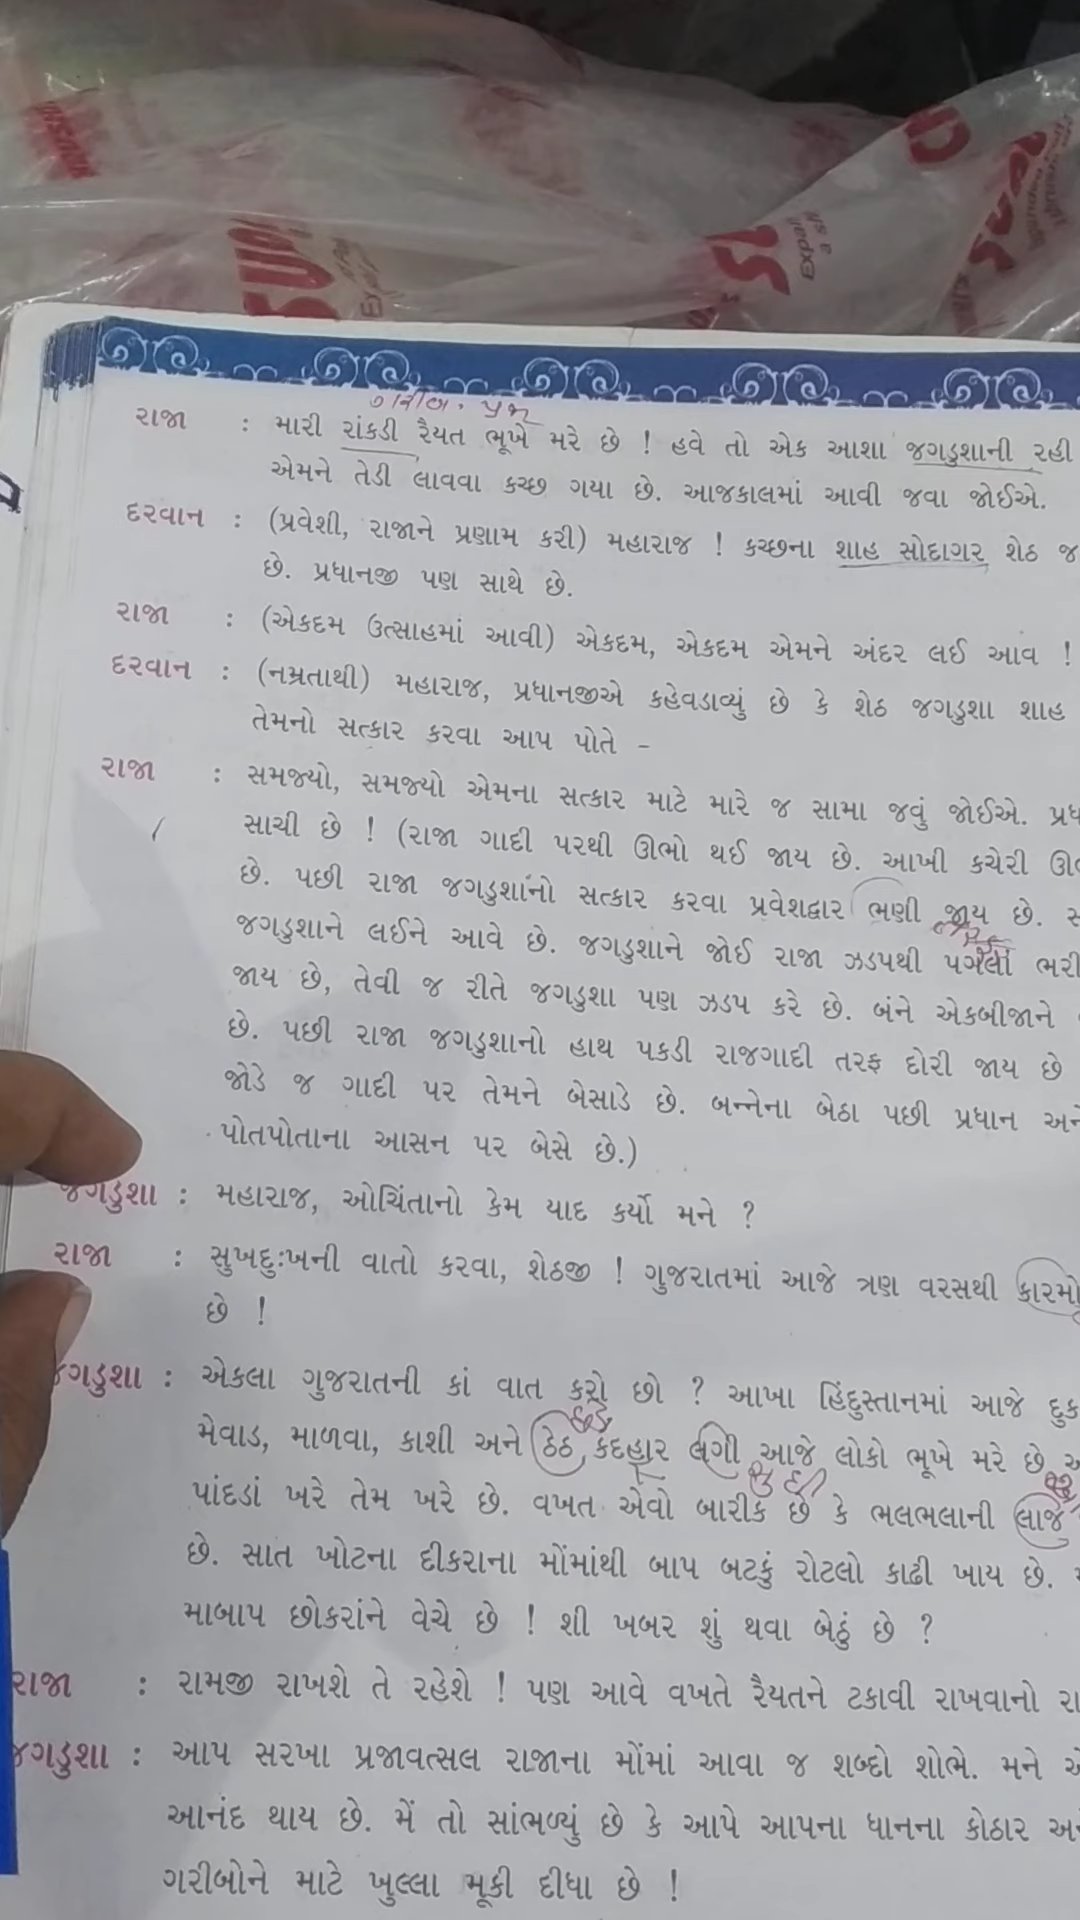 ગરીબ. પ્રજા
રાજા : મારી રાંકડી રૈયત ભૂખે મરે છે ! હવે તો એક આશા જગડુશાની રહી
એમને તેડી લાવવા કચ્છ ગયા છે. આજકાલમાં આવી જવા જોઈએ.
દરવાન : (પ્રવેશી, રાજાને પ્રણામ કરી) મહારાજ ! કચ્છના શાહ સોદાગર શેઠ જ
છે. પ્રધાનજી પણ સાથે છે.
રાજા : (એકદમ ઉત્સાહમાં આવી) એકદમ, એકદમ એમને અંદર લઈ આવ !
દરવાન : (નમ્રતાથી) મહારાજ, પ્રધાનજીએ કહેવડાવ્યું છે કે શેઠ જગડુશા શાહ
તેમનો સત્કાર કરવા આપ પોતે –
રાજા : સમજ્યો, સમજ્યો એમના સત્કાર માટે મારે જ સામા જવું જોઈએ. પ્રધ
સાચી છે ! (રાજા ગાદી પરથી ઊભો થઈ જાય છે. આખી કચેરી ઊ
છે. પછી રાજા જગડુશાંનો સત્કાર કરવા પ્રવેશદ્વાર ભણી જાય છે. સ
જગડુશાને લઈને આવે છે. જગડુશાને જોઈ રાજા ઝડપથી પગલાં ભરી
જાય છે, તેવી જ રીતે જગડુશા પણ ઝડપ કરે છે. બંને એકબીજાને
છે. પછી રાજા જગડુશાનો હાથ પકડી રાજગાદી તરફ દોરી જાય છે
જોડે જ ગાદી પર તેમને બેસાડે છે. બન્નેના બેઠા પછી પ્રધાન અને
પોતપોતાના આસન પર બેસે છે.)
જગડુશા : મહારાજ, ઓચિંતાનો કેમ યાદ કર્યો મને ?
રાજા : સુખદુઃખની વાતો કરવા, શેઠજી ! ગુજરાતમાં આજે ત્રણ વરસથી કારમો
છે !
જગડુશા : એકલા ગુજરાતની કાં વાત કરો છો ? આખા હિંદુસ્તાનમાં આજે દુક
મેવાડ, માળવા, કાશી અને ઠેઠ કંદહાર લગી આજે લોકો ભૂખે મરે છે
પાંદડાં ખરે તેમ ખરે છે. વખત એવો બારીક છે કે ભલભલાની લાજ
છે. સાત ખોટના દીકરાના મોંમાંથી બાપ બટકું રોટલો કાઢી ખાય છે.
માબાપ છોકરાંને વેચે છે ! શી ખબર શું થવા બેઠું છે ?
રાજા : રામજી રાખશે તે રહેશે ! પણ આવે વખતે રૈયતને ટકાવી રાખવાનો રા
જગડુશા : આપ સરખા પ્રજાવત્સલ રાજાના મોંમાં આવા જ શબ્દો શોભે. મને એ
આનંદ થાય છે. મેં તો સાંભળ્યું છે કે આપે આપના ધાનના કોઠાર અને
ગરીબોને માટે ખુલ્લા મૂકી દીધા છે !